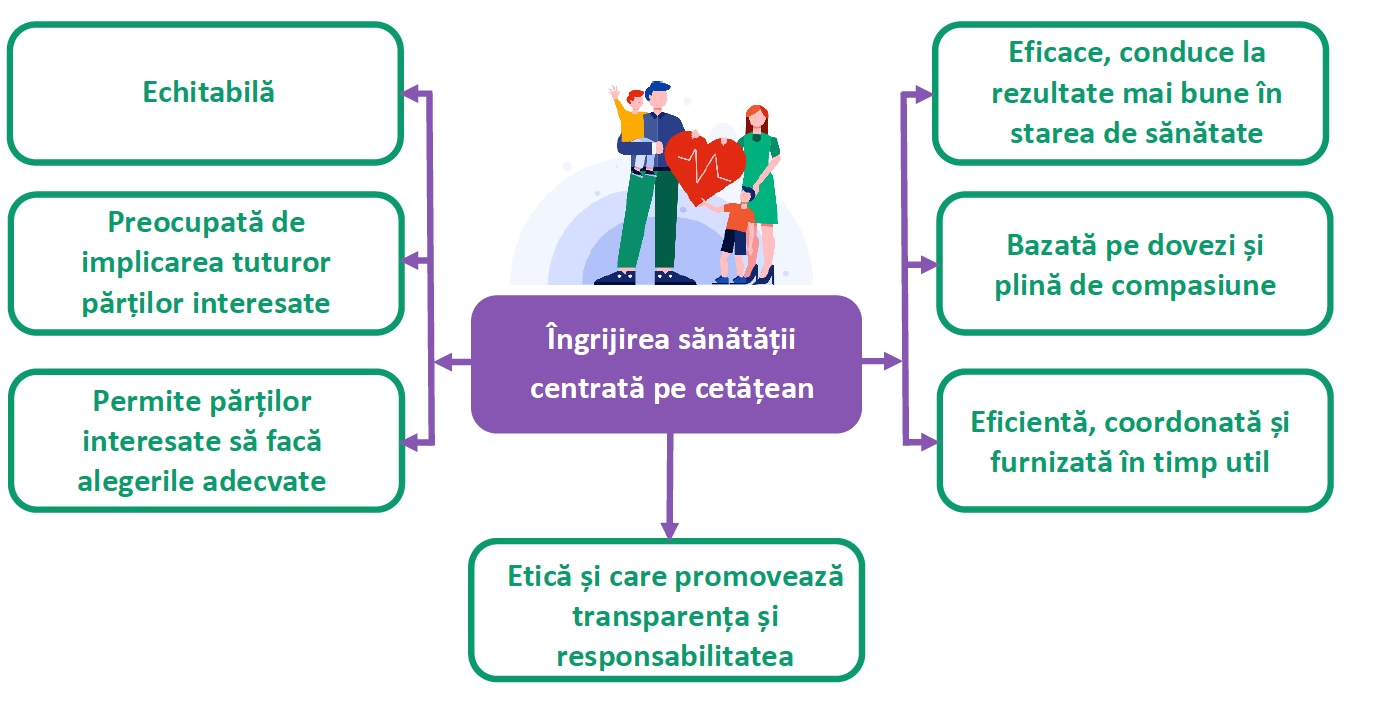 Echitabilă
Preocupată de
implicarea tuturor
părților interesate
Permite părților
interesate să facă
alegerile adecvate
Îngrijirea sănătății
centrată pe cetățean
Etică și care promovează
transparența și
responsabilitatea
Eficace, conduce la
rezultate mai bune în
starea de sănătate
Bazată pe dovezi și
plină de compasiune
Eficientă, coordonată și
furnizată în timp util